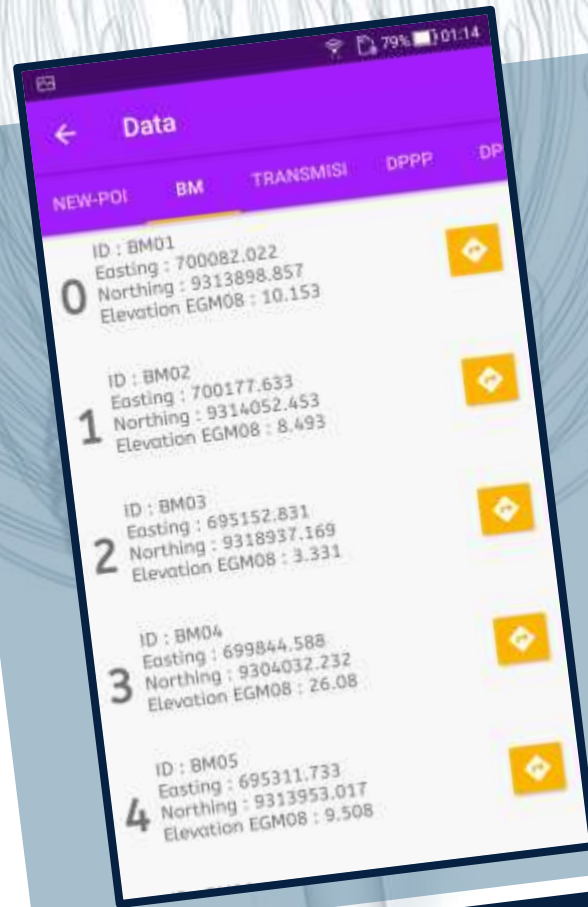 79% 01:14
Data
NEW-POI BM TRANSMISI DPPP DP
0
ID : BM01
Easting : 700082.022
Northing : 9313898.857
Elevation EGM08 : 10.153
1
ID : BM02
Easting : 700177.633
Northing : 9314052.453
Elevation EGM08 : 8.493
2
ID : BM03
Easting : 695152.831
Northing : 9318937.169
Elevation EGM08 : 3.331
3
ID : BM04
Easting : 699844.588
Northing : 9304032.232
Elevation EGM08 : 26.08
4
ID : BM05
Easting : 695311.733
Northing : 9313953.017
Elevation EGM08 : 9.508